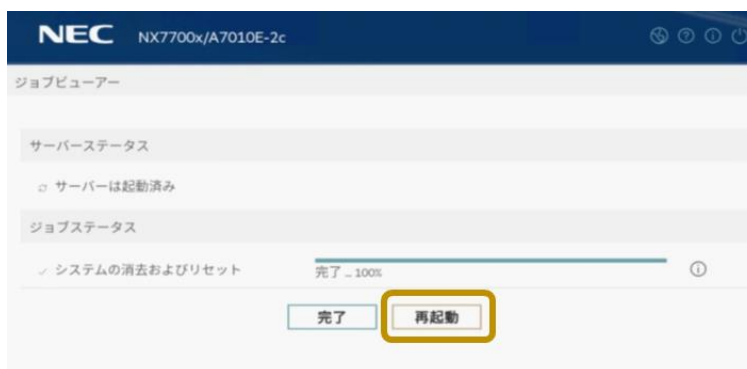 NEC NX7700x/A7010E-2c
ジョブビューアー
サーバーステータス
サーバーは起動済み
ジョブステータス
システムの消去およびリセット
完了 … 100%
完了 再起動